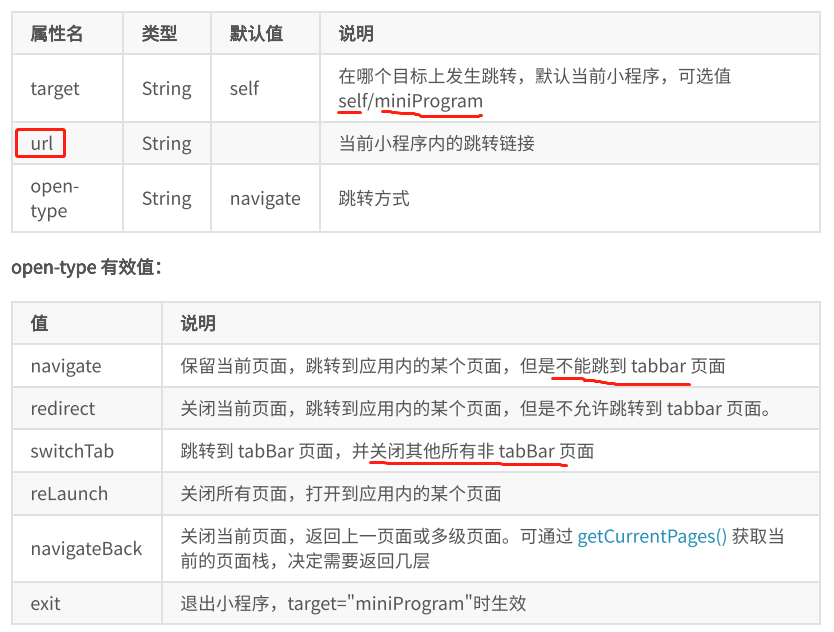 属性名 类型 默认值 说明
target String self 在哪个目标上发生跳转，默认当前小程序，可选值
self/miniProgram
url String 当前小程序内的跳转链接
open-
type String navigate 跳转方式
open-type 有效值：
值 说明
navigate 保留当前页面，跳转到应用内的某个页面，但是不能跳到 tabbar 页面
redirect 关闭当前页面，跳转到应用内的某个页面，但是不允许跳转到 tabbar 页面。
switchTab 跳转到 tabBar 页面，并关闭其他所有非 tabBar 页面
reLaunch 关闭所有页面，打开到应用内的某个页面
navigateBack 关闭当前页面，返回上一页面或多级页面。可通过 getCurrentPages() 获取当
前的页面栈，决定需要返回几层
exit 退出小程序，target="miniProgram"时生效